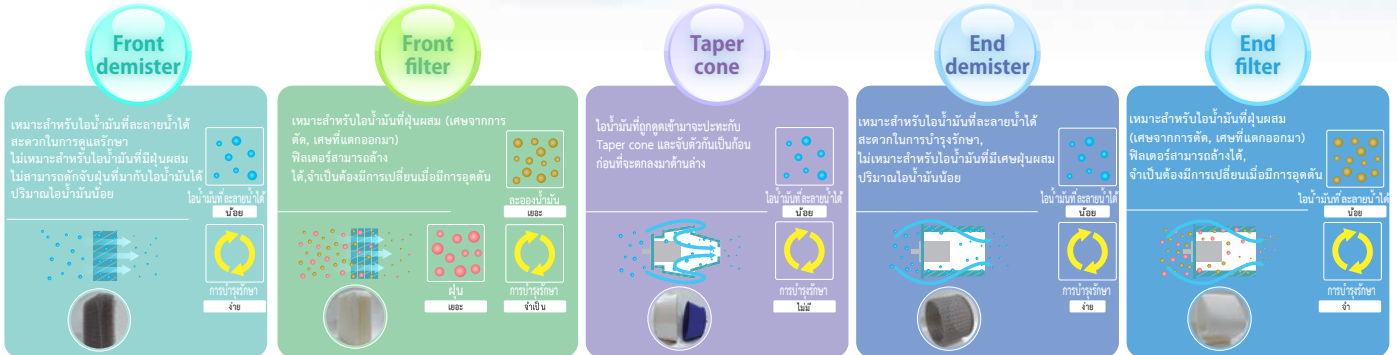 Front
demister
เหมาะสำหรับไอน้ำมันที่ละลายน้ำได้
สะดวกในการดูแลรักษา
ไม่เหมาะสำหรับไอน้ำมันที่มีฝุ่นผสม
ไม่สามารถดักจับฝุ่นที่มากับไอน้ำมันได้
ปริมาณไอน้ำมันน้อย
ไอน้ำมันที่ละลายน้ำได้
น้อย
การบำรุงรักษา
ง่าย
Front
filter
เหมาะสำหรับไอน้ำมันที่ฝุ่นผสม (เศษจากการ
ตัด, เศษที่แตกออกมา)
ฟิลเตอร์สามารถล้าง
ได้,จำเป็นต้องมีการเปลี่ยนเมื่อมีการอุดตัน
ละอองน้ำมัน
เยอะ
ฝุ่น
เยอะ
การบำรุงรักษา
จำเป็น
Taper
cone
ไอน้ำมันที่ถูกดูดเข้ามาจะปะทะกับ
Taper cone และจับตัวกันเป็นก้อน
ก่อนที่จะตกลงมาด้านล่าง
ไอน้ำมันที่ละลายน้ำได้
น้อย
การบำรุงรักษา
ไม่มี
End
demister
เหมาะสำหรับไอน้ำมันที่ละลายน้ำได้
สะดวกในการบำรุงรักษา,
ไม่เหมาะสำหรับไอน้ำมันที่มีเศษฝุ่นผสม
ปริมาณไอน้ำมันน้อย
ไอน้ำมันที่ละลายน้ำได้
น้อย
การบำรุงรักษา
ง่าย
End
filter
เหมาะสำหรับไอน้ำมันที่ฝุ่นผสม
(เศษจากการตัด, เศษที่แตกออกมา)
ฟิลเตอร์สามารถล้างได้,
จำเป็นต้องมีการเปลี่ยนเมื่อมีการอุดตัน
ไอน้ำมันที่ละลายน้ำได้
น้อย
การบำรุงรักษา
จำ